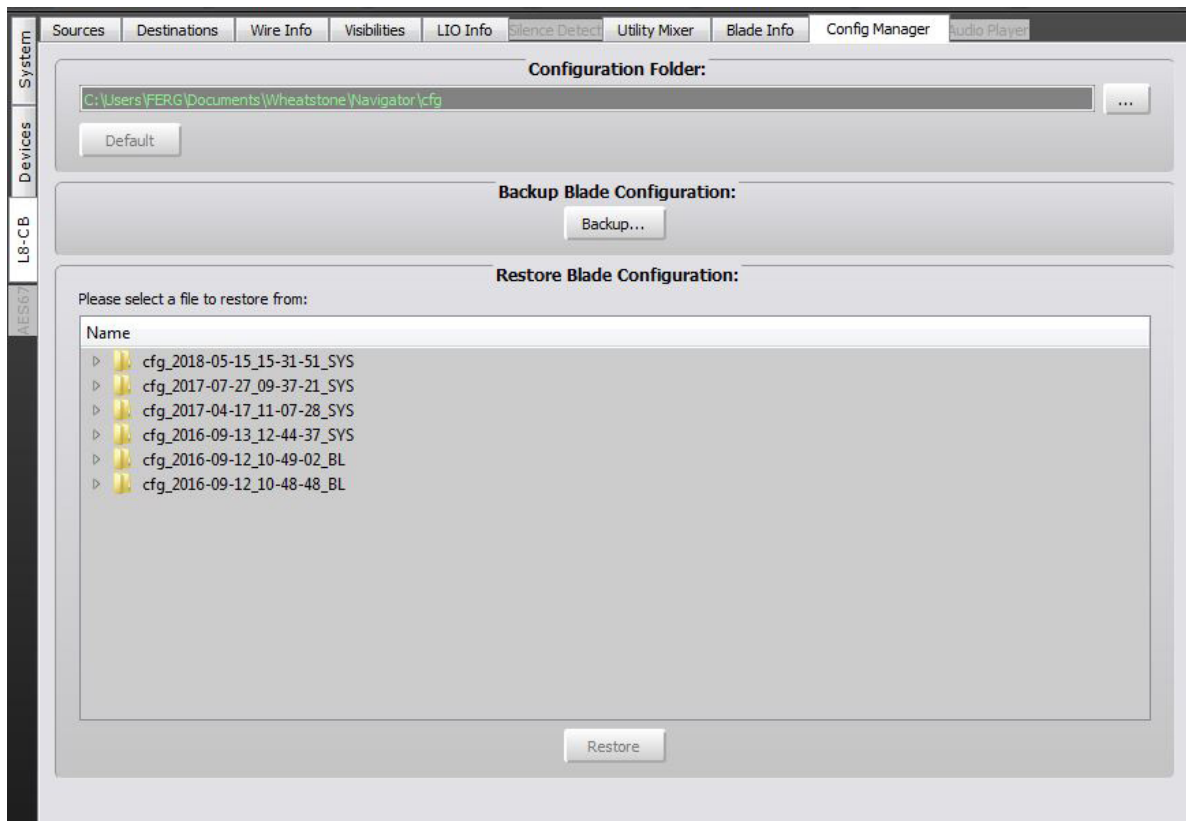 Sources Destinations Wire Info Visibilities LIO Info Silence Detect Utility Mixer Blade Info Config Manager Audio Player
System
Devices
L8-CB
AES67
Configuration Folder:
C:\Users\FERG\Documents\Wheatstone\Navigator\cfg ...
Default
Backup Blade Configuration:
Backup...
Restore Blade Configuration:
Please select a file to restore from:
Name
cfg_2018-05-15_15-31-51_SYS
cfg_2017-07-27_09-37-21_SYS
cfg_2017-04-17_11-07-28_SYS
cfg_2016-09-13_12-44-37_SYS
cfg_2016-09-12_10-49-02_BL
cfg_2016-09-12_10-48-48_BL
Restore